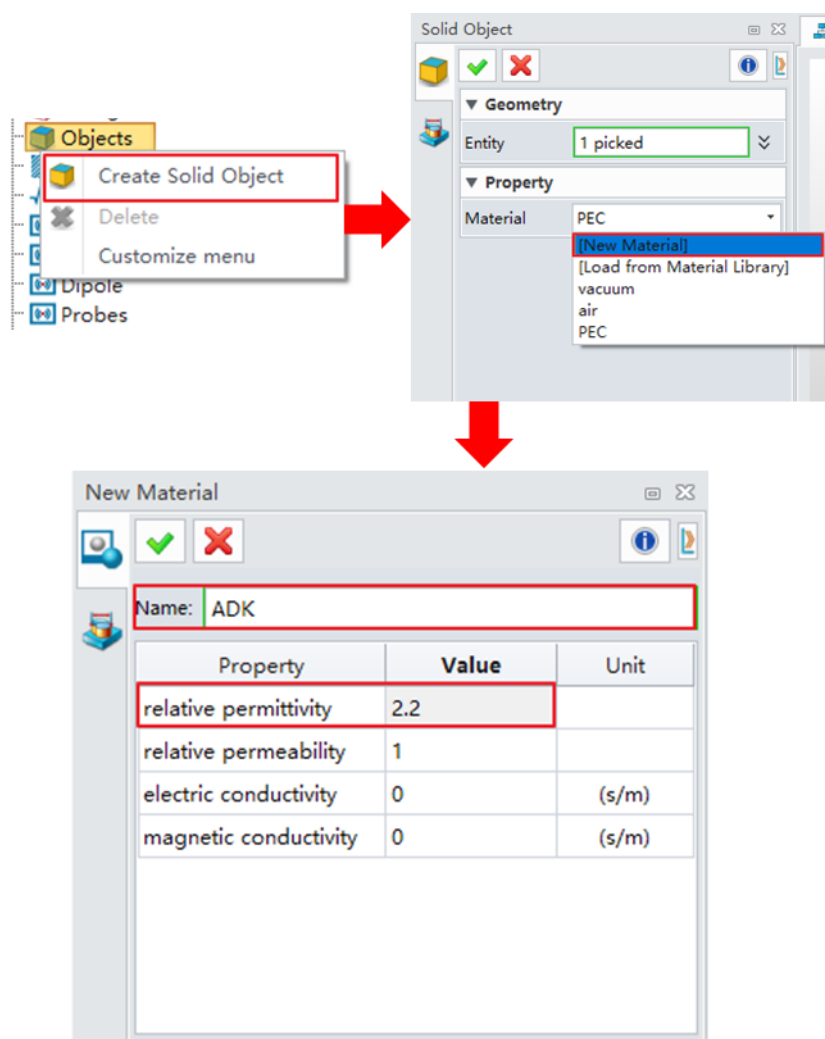 Objects
Create Solid Object
Delete
Customize menu
Dipole
Probes
Solid Object
Geometry
Entity 1 picked
Property
Material PEC
[New Material]
[Load from Material Library]
vacuum
air
PEC
New Material
Name: ADK
Property Value Unit
relative permittivity 2.2
relative permeability 1
electric conductivity 0 (s/m)
magnetic conductivity 0 (s/m)